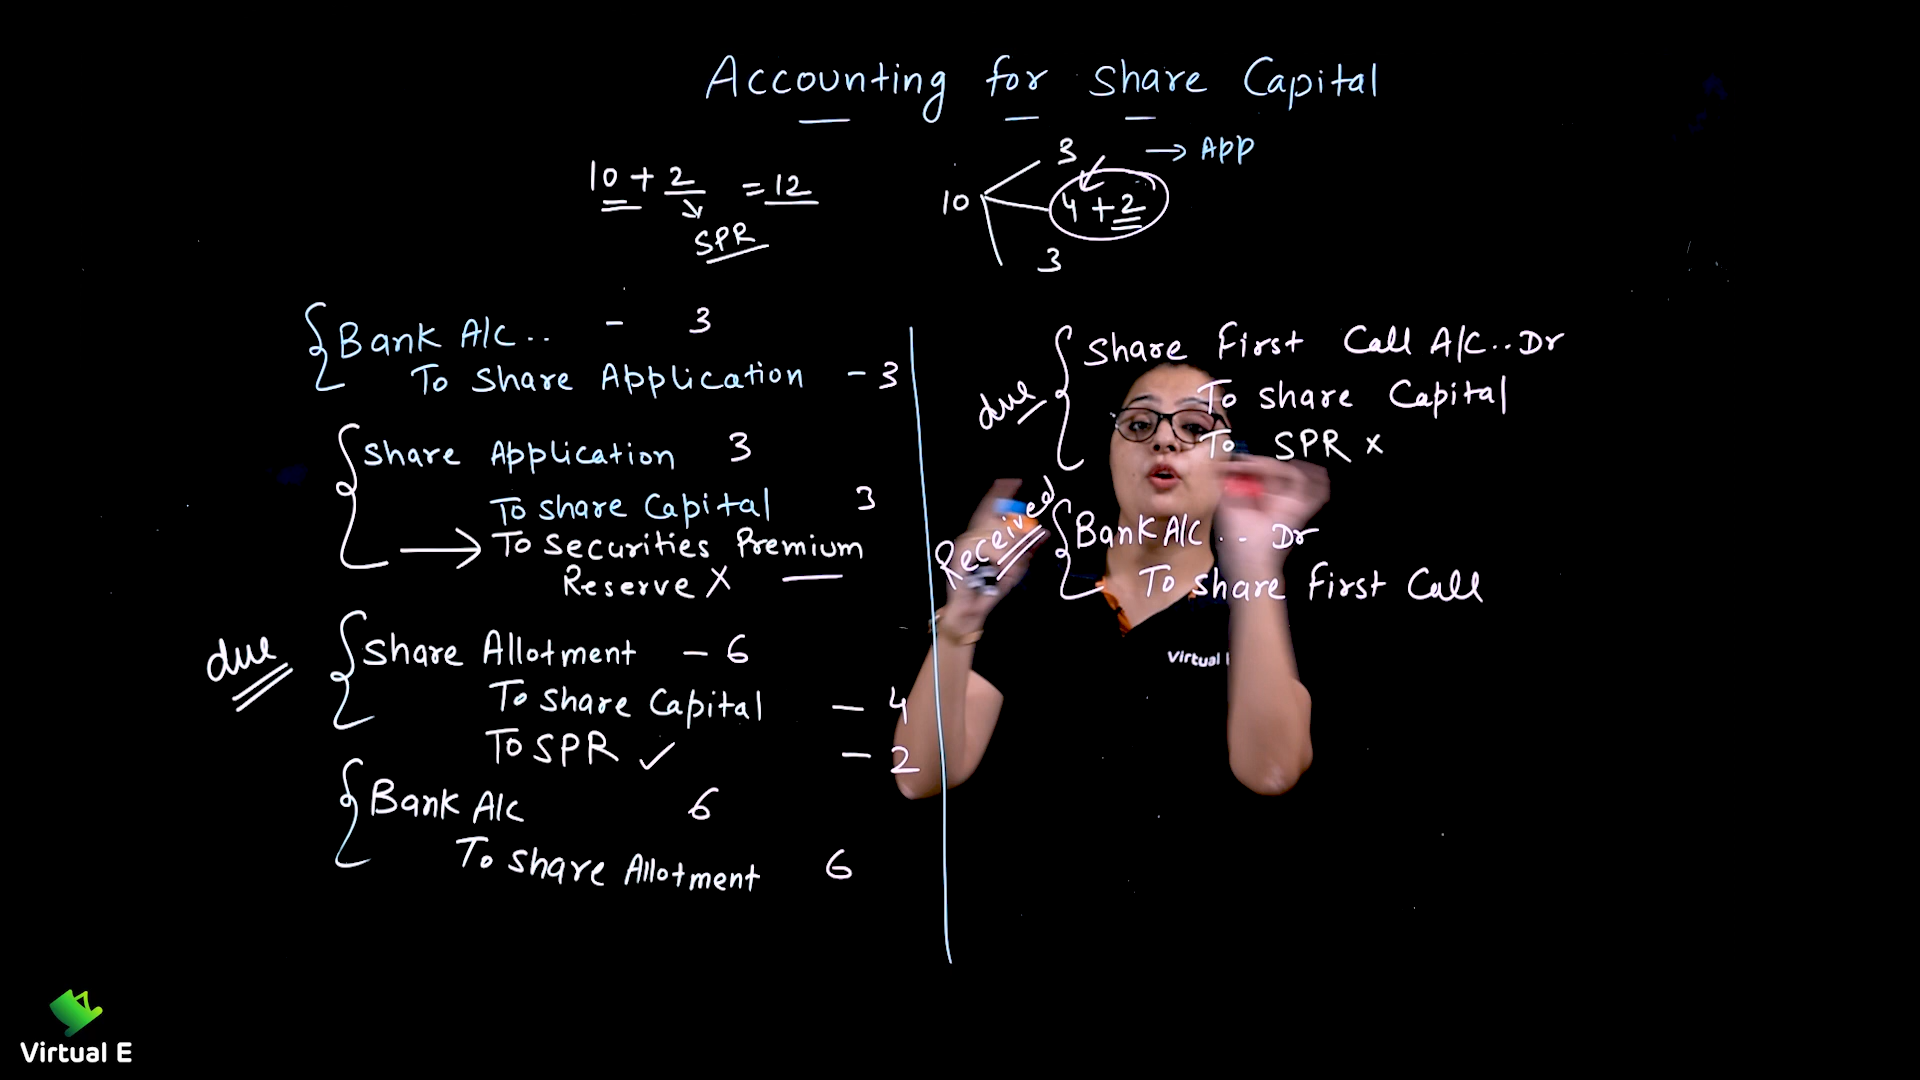 Accounting for Share Capital
10 + 2 = 12
SPR
10
3 → App
4 + 2
3
Bank A/c .. - 3
To Share Application - 3
Share Application 3
To Share Capital 3
→ To Securities Premium
Reserve X
due
Share Allotment - 6
To Share Capital - 4
To SPR ✓ - 2
Bank A/c 6
To Share Allotment 6
due
Share First Call A/c .. Dr
To Share Capital
To SPR x
Received
Bank A/c .. Dr
To Share First Call
Virtual
Virtual E